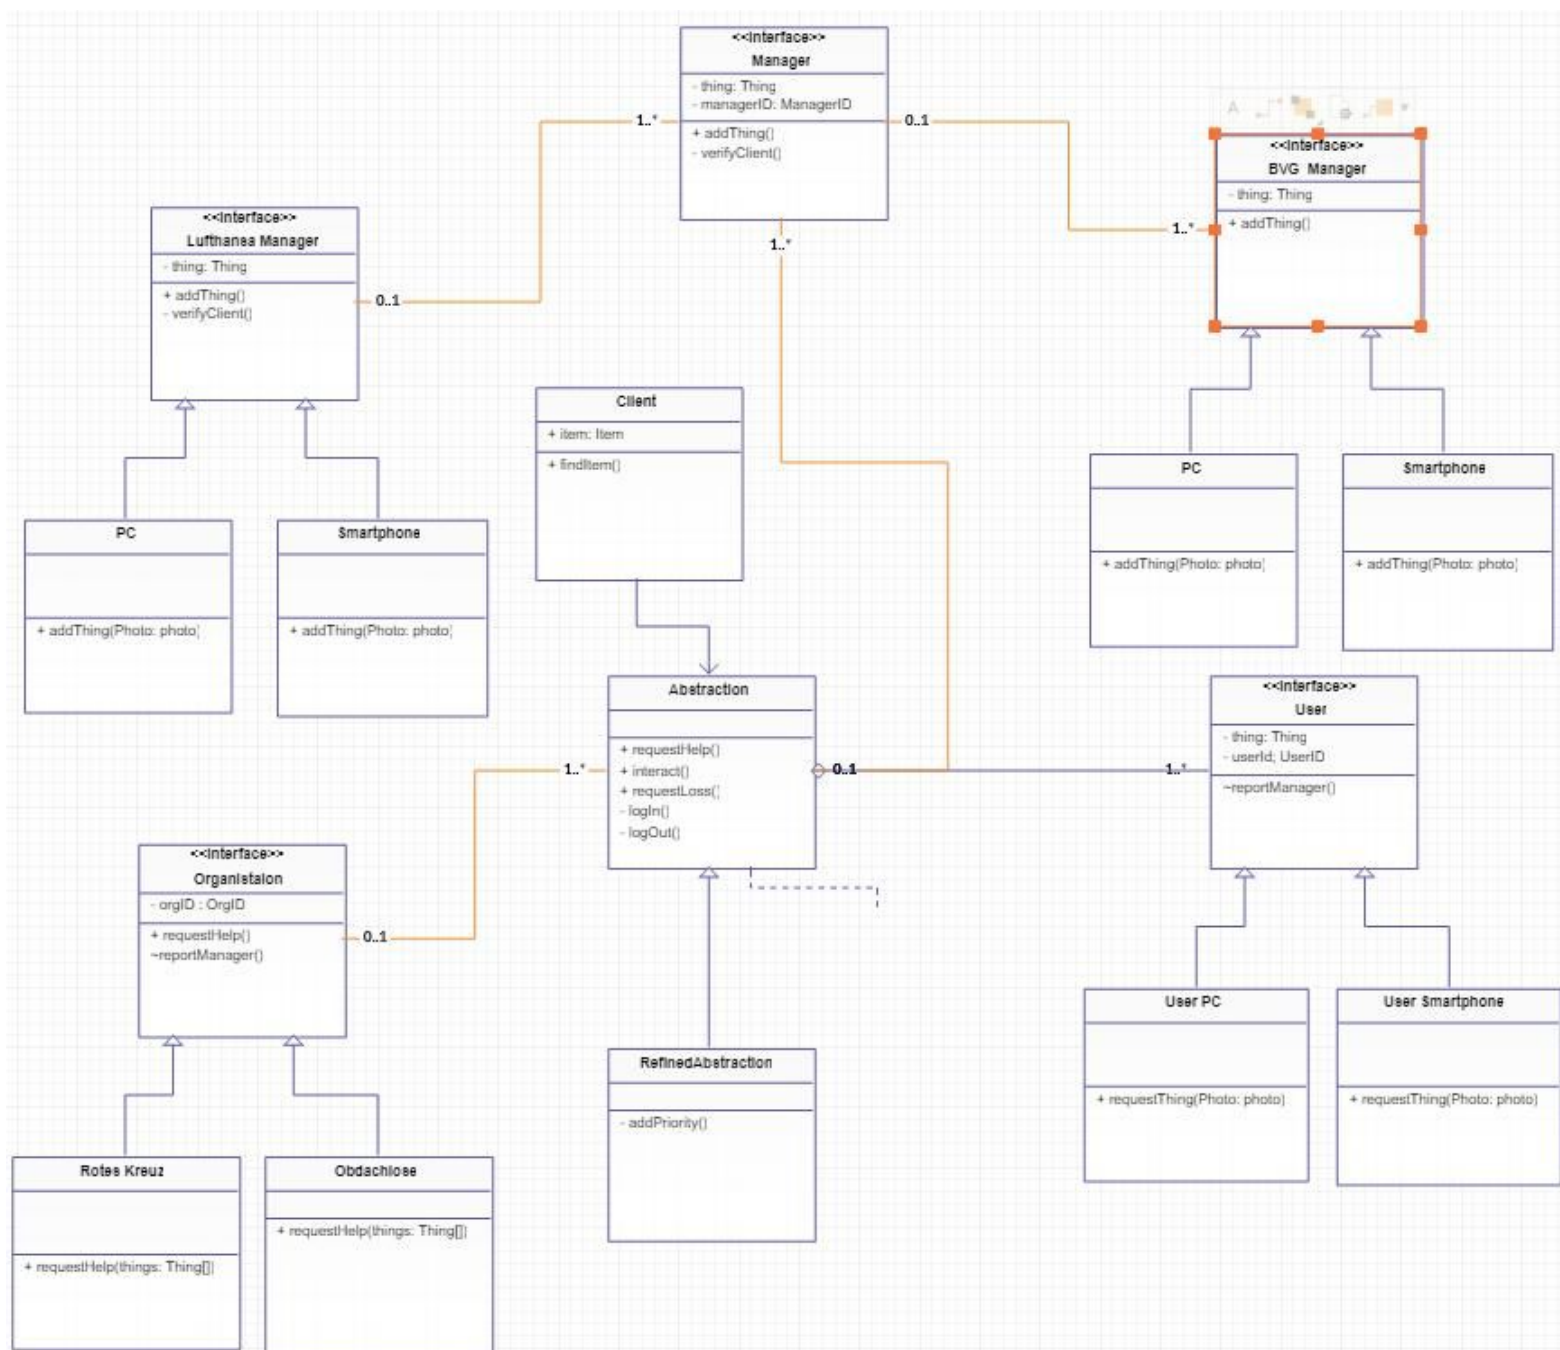 <<Interface>>
Manager
- thing: Thing
- managerID: ManagerID
+ addThing()
- verifyClient()
1..*
0..1
1..*
A
<<Interface>>
BVG Manager
- thing: Thing
+ addThing()
1..*
<<Interface>>
Lufthansa Manager
- thing: Thing
+ addThing()
- verifyClient()
0..1
Client
+ item: Item
+ findItem()
PC
+ addThing(Photo: photo)
Smartphone
+ addThing(Photo: photo)
PC
+ addThing(Photo: photo)
Smartphone
+ addThing(Photo: photo)
Abstraction
+ requestHelp()
+ interact()
+ requestLoss()
- logIn()
- logOut()
1..*
0..1
1..*
<<Interface>>
User
- thing: Thing
- userId; UserID
~reportManager()
<<Interface>>
Organistaion
- orgID : OrgID
+ requestHelp()
~reportManager()
0..1
RefinedAbstraction
- addPriority()
User PC
+ requestThing(Photo: photo)
User Smartphone
+ requestThing(Photo: photo)
Rotes Kreuz
+ requestHelp(things: Thing[])
Obdachlose
+ requestHelp(things: Thing[])